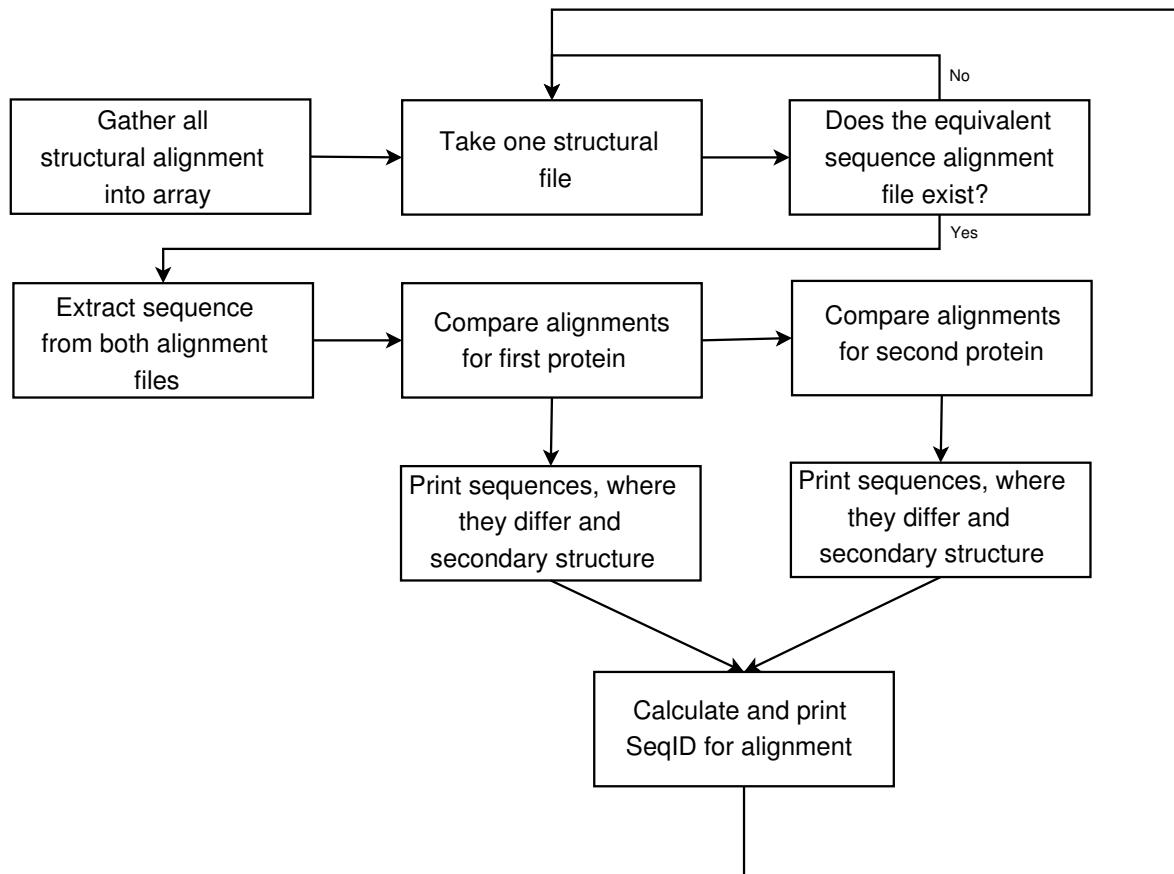 No
Gather all
structural alignment
into array
Take one structural
file
Does the equivalent
sequence alignment
file exist?
Yes
Extract sequence
from both alignment
files
Compare alignments
for first protein
Compare alignments
for second protein
Print sequences, where
they differ and
secondary structure
Print sequences, where
they differ and
secondary structure
Calculate and print
SeqID for alignment